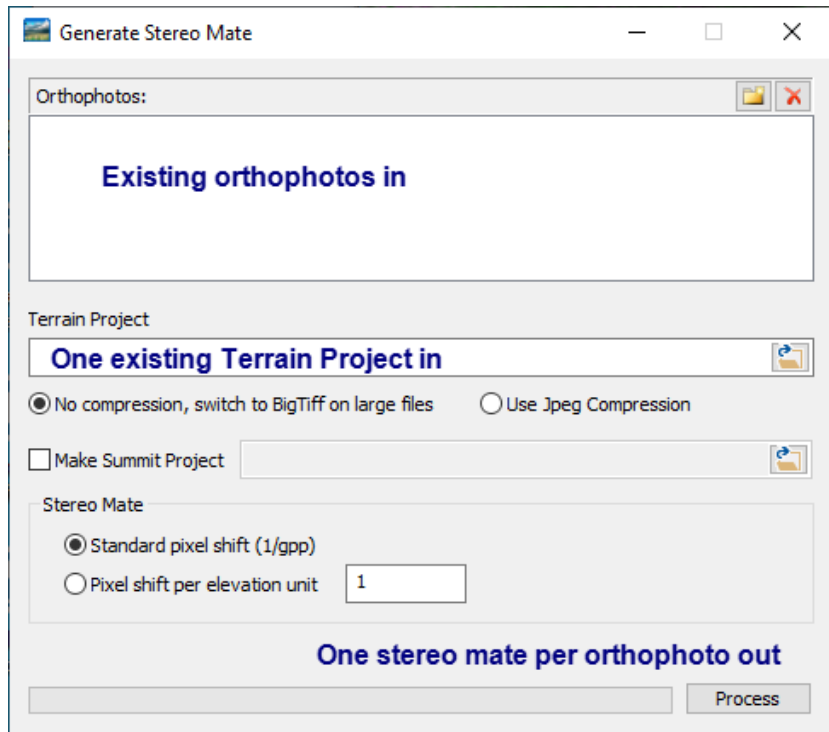 Generate Stereo Mate
Orthophotos:
Existing orthophotos in
Terrain Project
One existing Terrain Project in
No compression, switch to BigTiff on large files Use Jpeg Compression
Make Summit Project
Stereo Mate
Standard pixel shift (1/gpp)
Pixel shift per elevation unit 1
One stereo mate per orthophoto out
Process